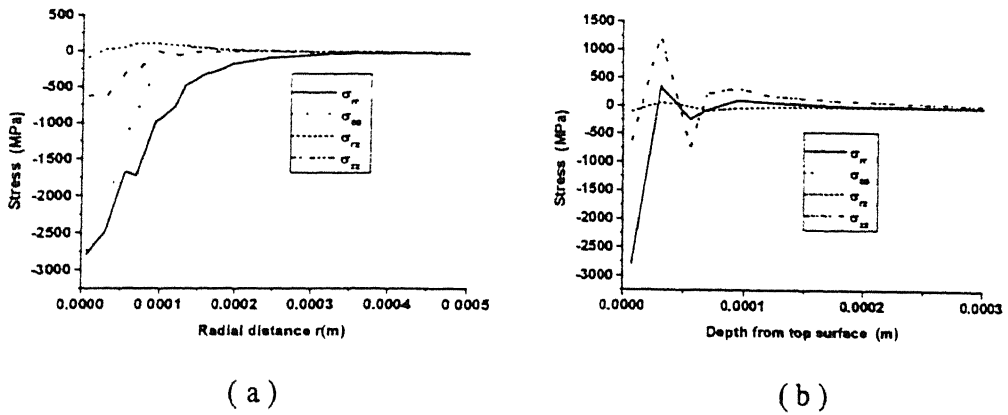 500
0
-500
-1000
-1500
-2000
-2500
-3000
Stress (MPa)
0.0000
0.0001
0.0002
0.0003
0.0004
0.0005
Radial distance r(m)
σrr
σθθ
σrz
σzz
(a)
1500
1000
500
0
-500
-1000
-1500
-2000
-2500
-3000
Stress (MPa)
0.0000
0.0001
0.0002
0.0003
Depth from top surface (m)
σrr
σθθ
σrz
σzz
(b)